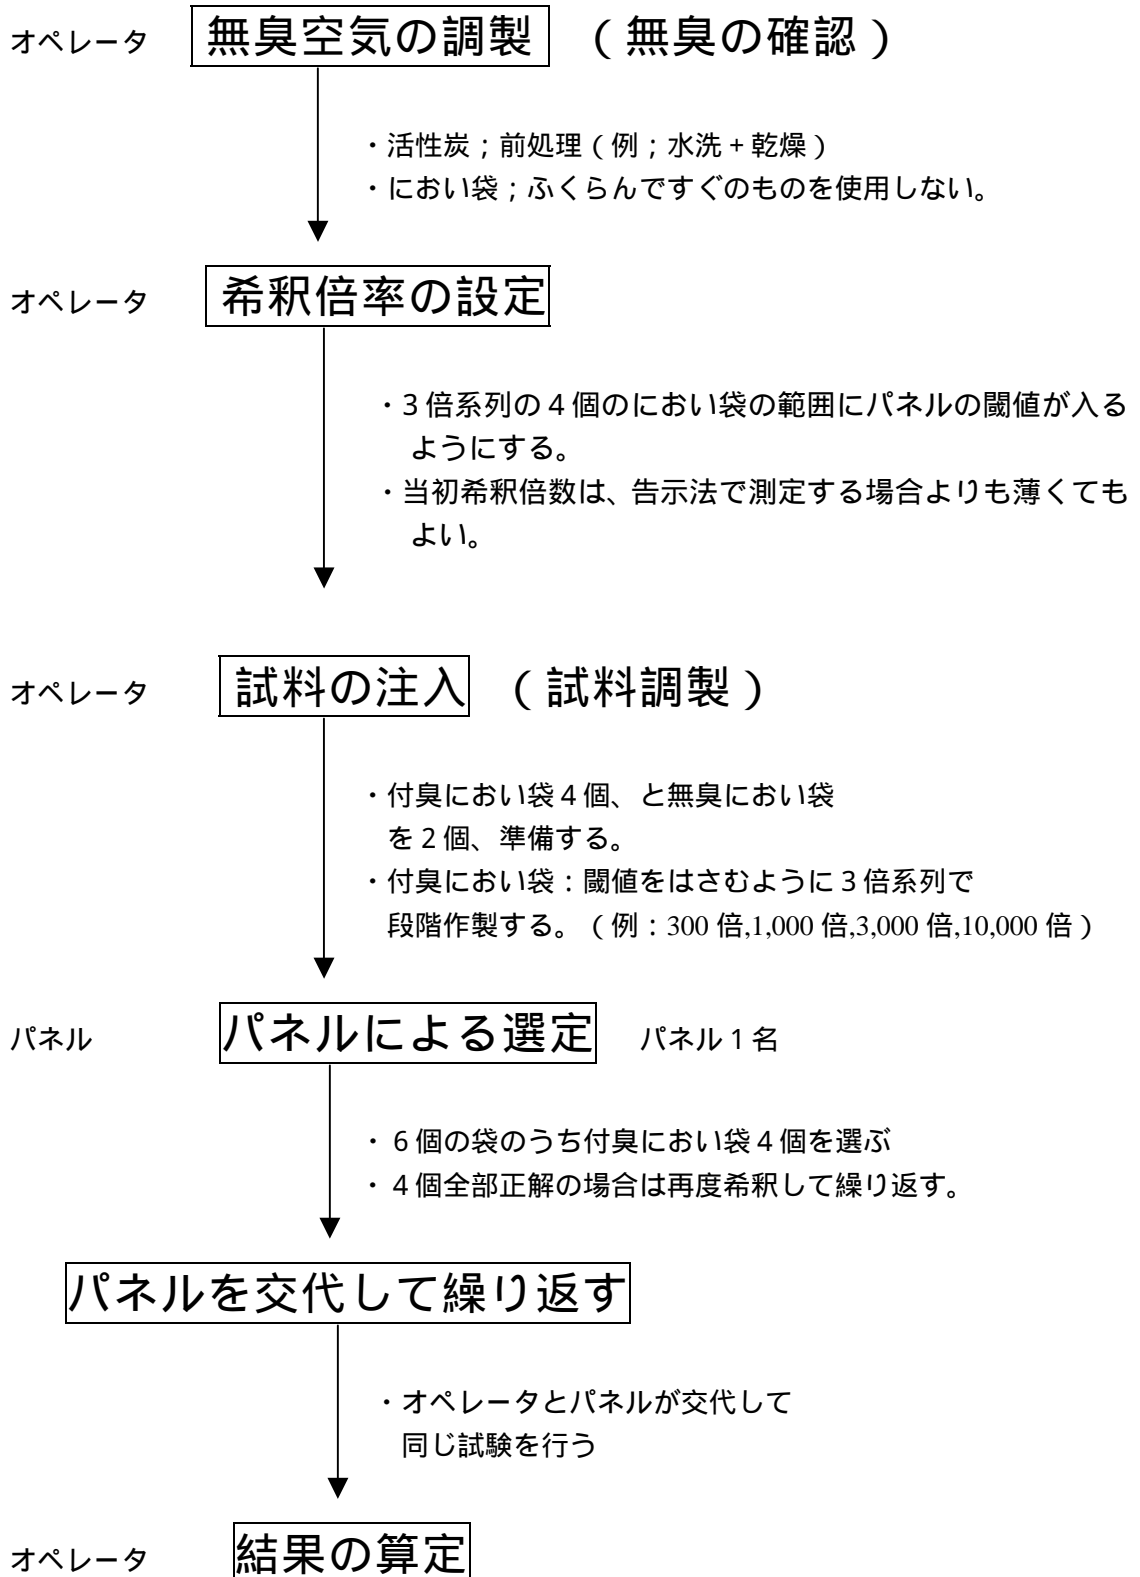 オペレータ 無臭空気の調製 （無臭の確認）
・活性炭；前処理（例；水洗＋乾燥）
・におい袋；ふくらんですぐのものを使用しない。
オペレータ 希釈倍率の設定
・3倍系列の4個のにおい袋の範囲にパネルの閾値が入る
ようにする。
・当初希釈倍数は、告示法で測定する場合よりも薄くても
よい。
オペレータ 試料の注入 （試料調製）
・付臭におい袋4個、と無臭におい袋
を2個、準備する。
・付臭におい袋：閾値をはさむように3倍系列で
段階作製する。（例：300倍,1,000倍,3,000倍,10,000倍）
パネル パネルによる選定 パネル1名
・6個の袋のうち付臭におい袋4個を選ぶ
・4個全部正解の場合は再度希釈して繰り返す。
パネルを交代して繰り返す
・オペレータとパネルが交代して
同じ試験を行う
オペレータ 結果の算定